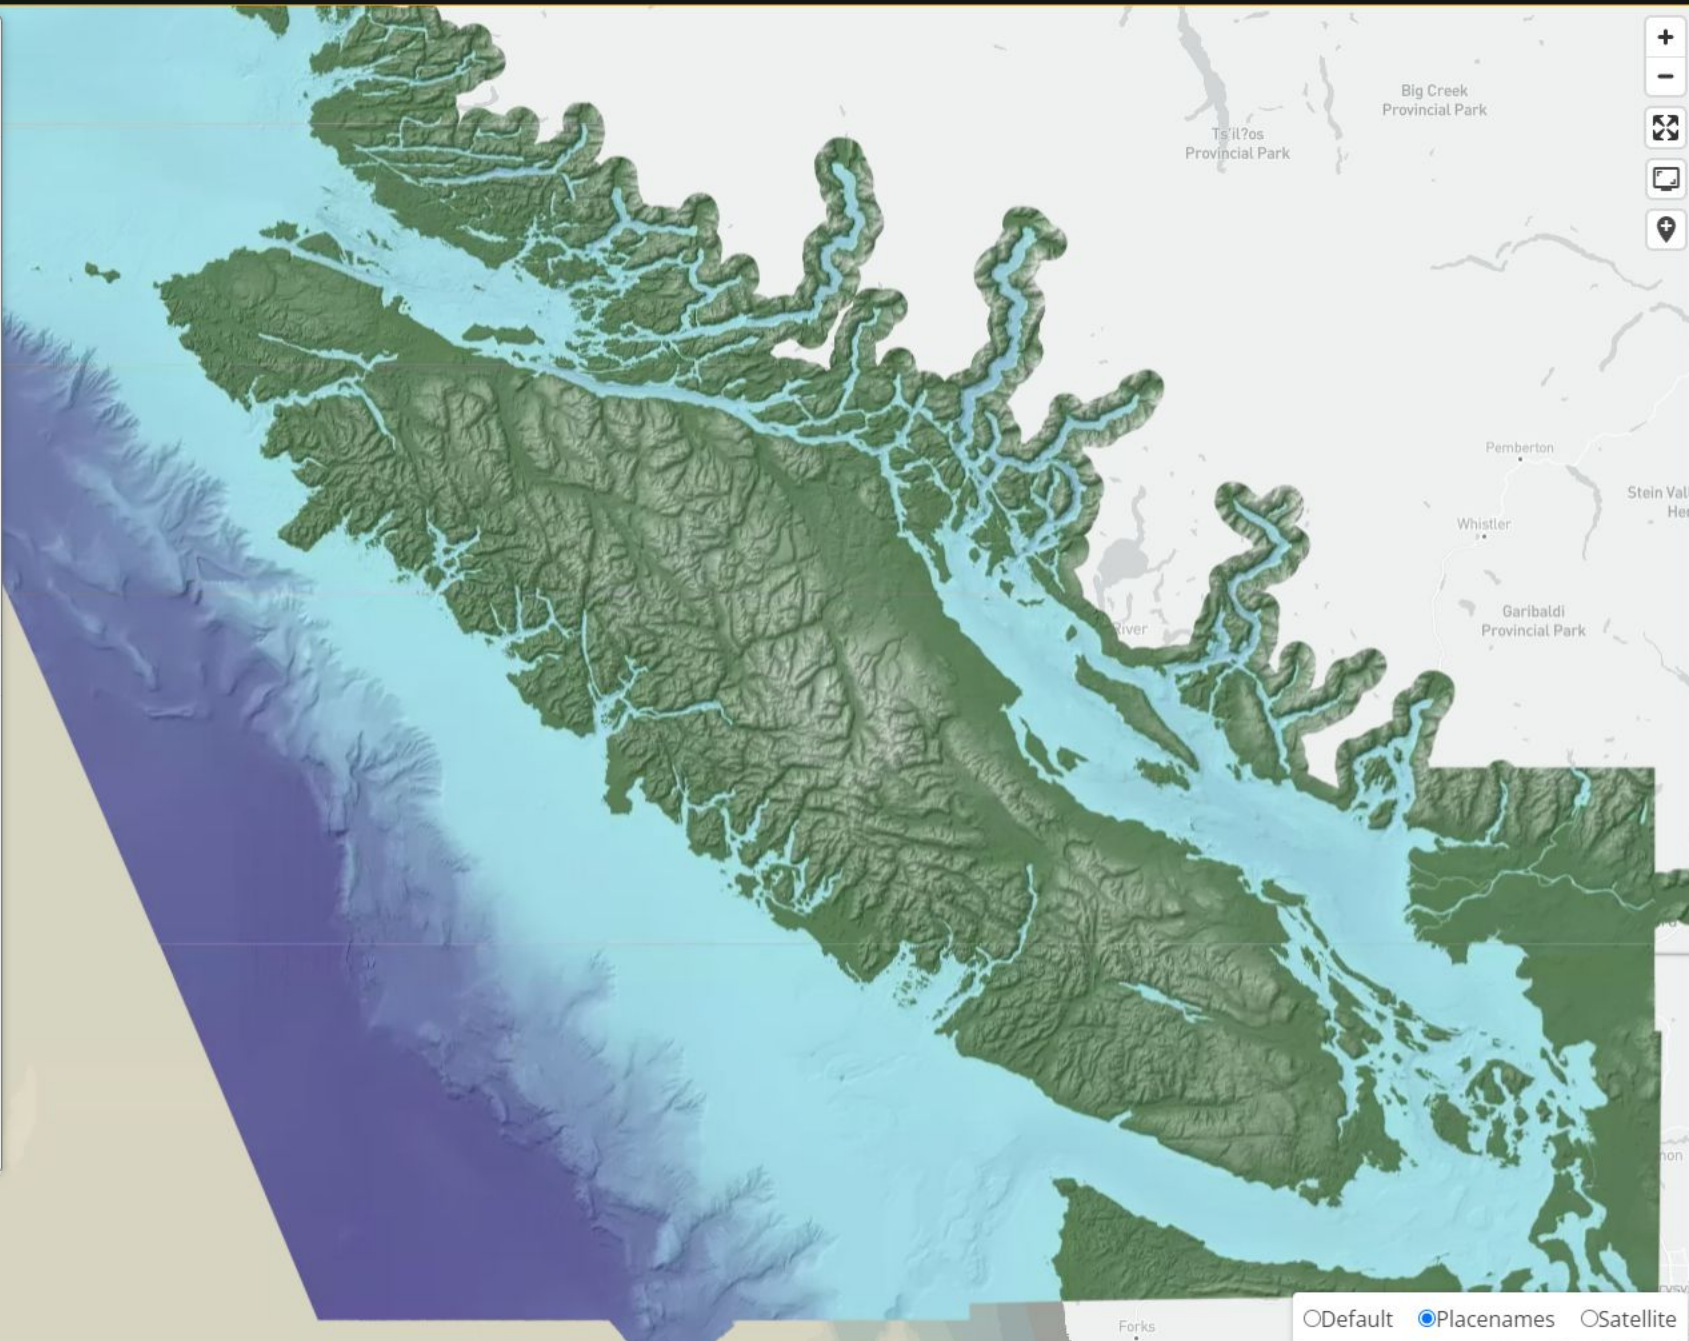 Big Creek
Provincial Park
Ts'il?os
Provincial Park
Pemberton
Stein Val
Her
Whistler
Garibaldi
Provincial Park
River
non
Forks
Default
Placenames
Satellite